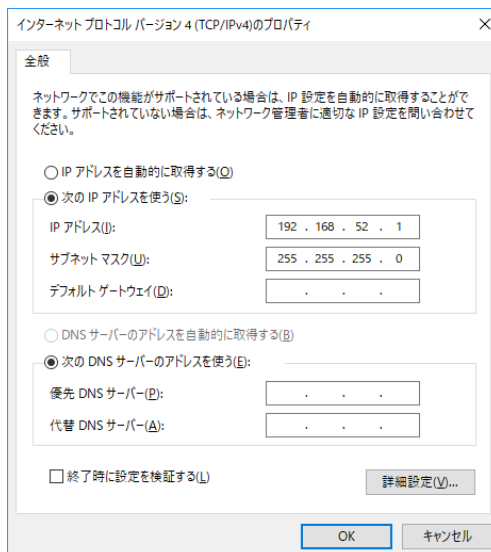 インターネット プロトコル バージョン 4 (TCP/IPv4)のプロパティ
全般
ネットワークでこの機能がサポートされている場合は、IP 設定を自動的に取得することがで
きます。サポートされていない場合は、ネットワーク管理者に適切な IP 設定を問い合わせて
ください。
IP アドレスを自動的に取得する(O)
次の IP アドレスを使う(S):
IP アドレス(I): 192 . 168 . 52 . 1
サブネット マスク(U): 255 . 255 . 255 . 0
デフォルト ゲートウェイ(D): . . .
DNS サーバーのアドレスを自動的に取得する(B)
次の DNS サーバーのアドレスを使う(E):
優先 DNS サーバー(P): . . .
代替 DNS サーバー(A): . . .
終了時に設定を検証する(L)
詳細設定(V)...
OK キャンセル